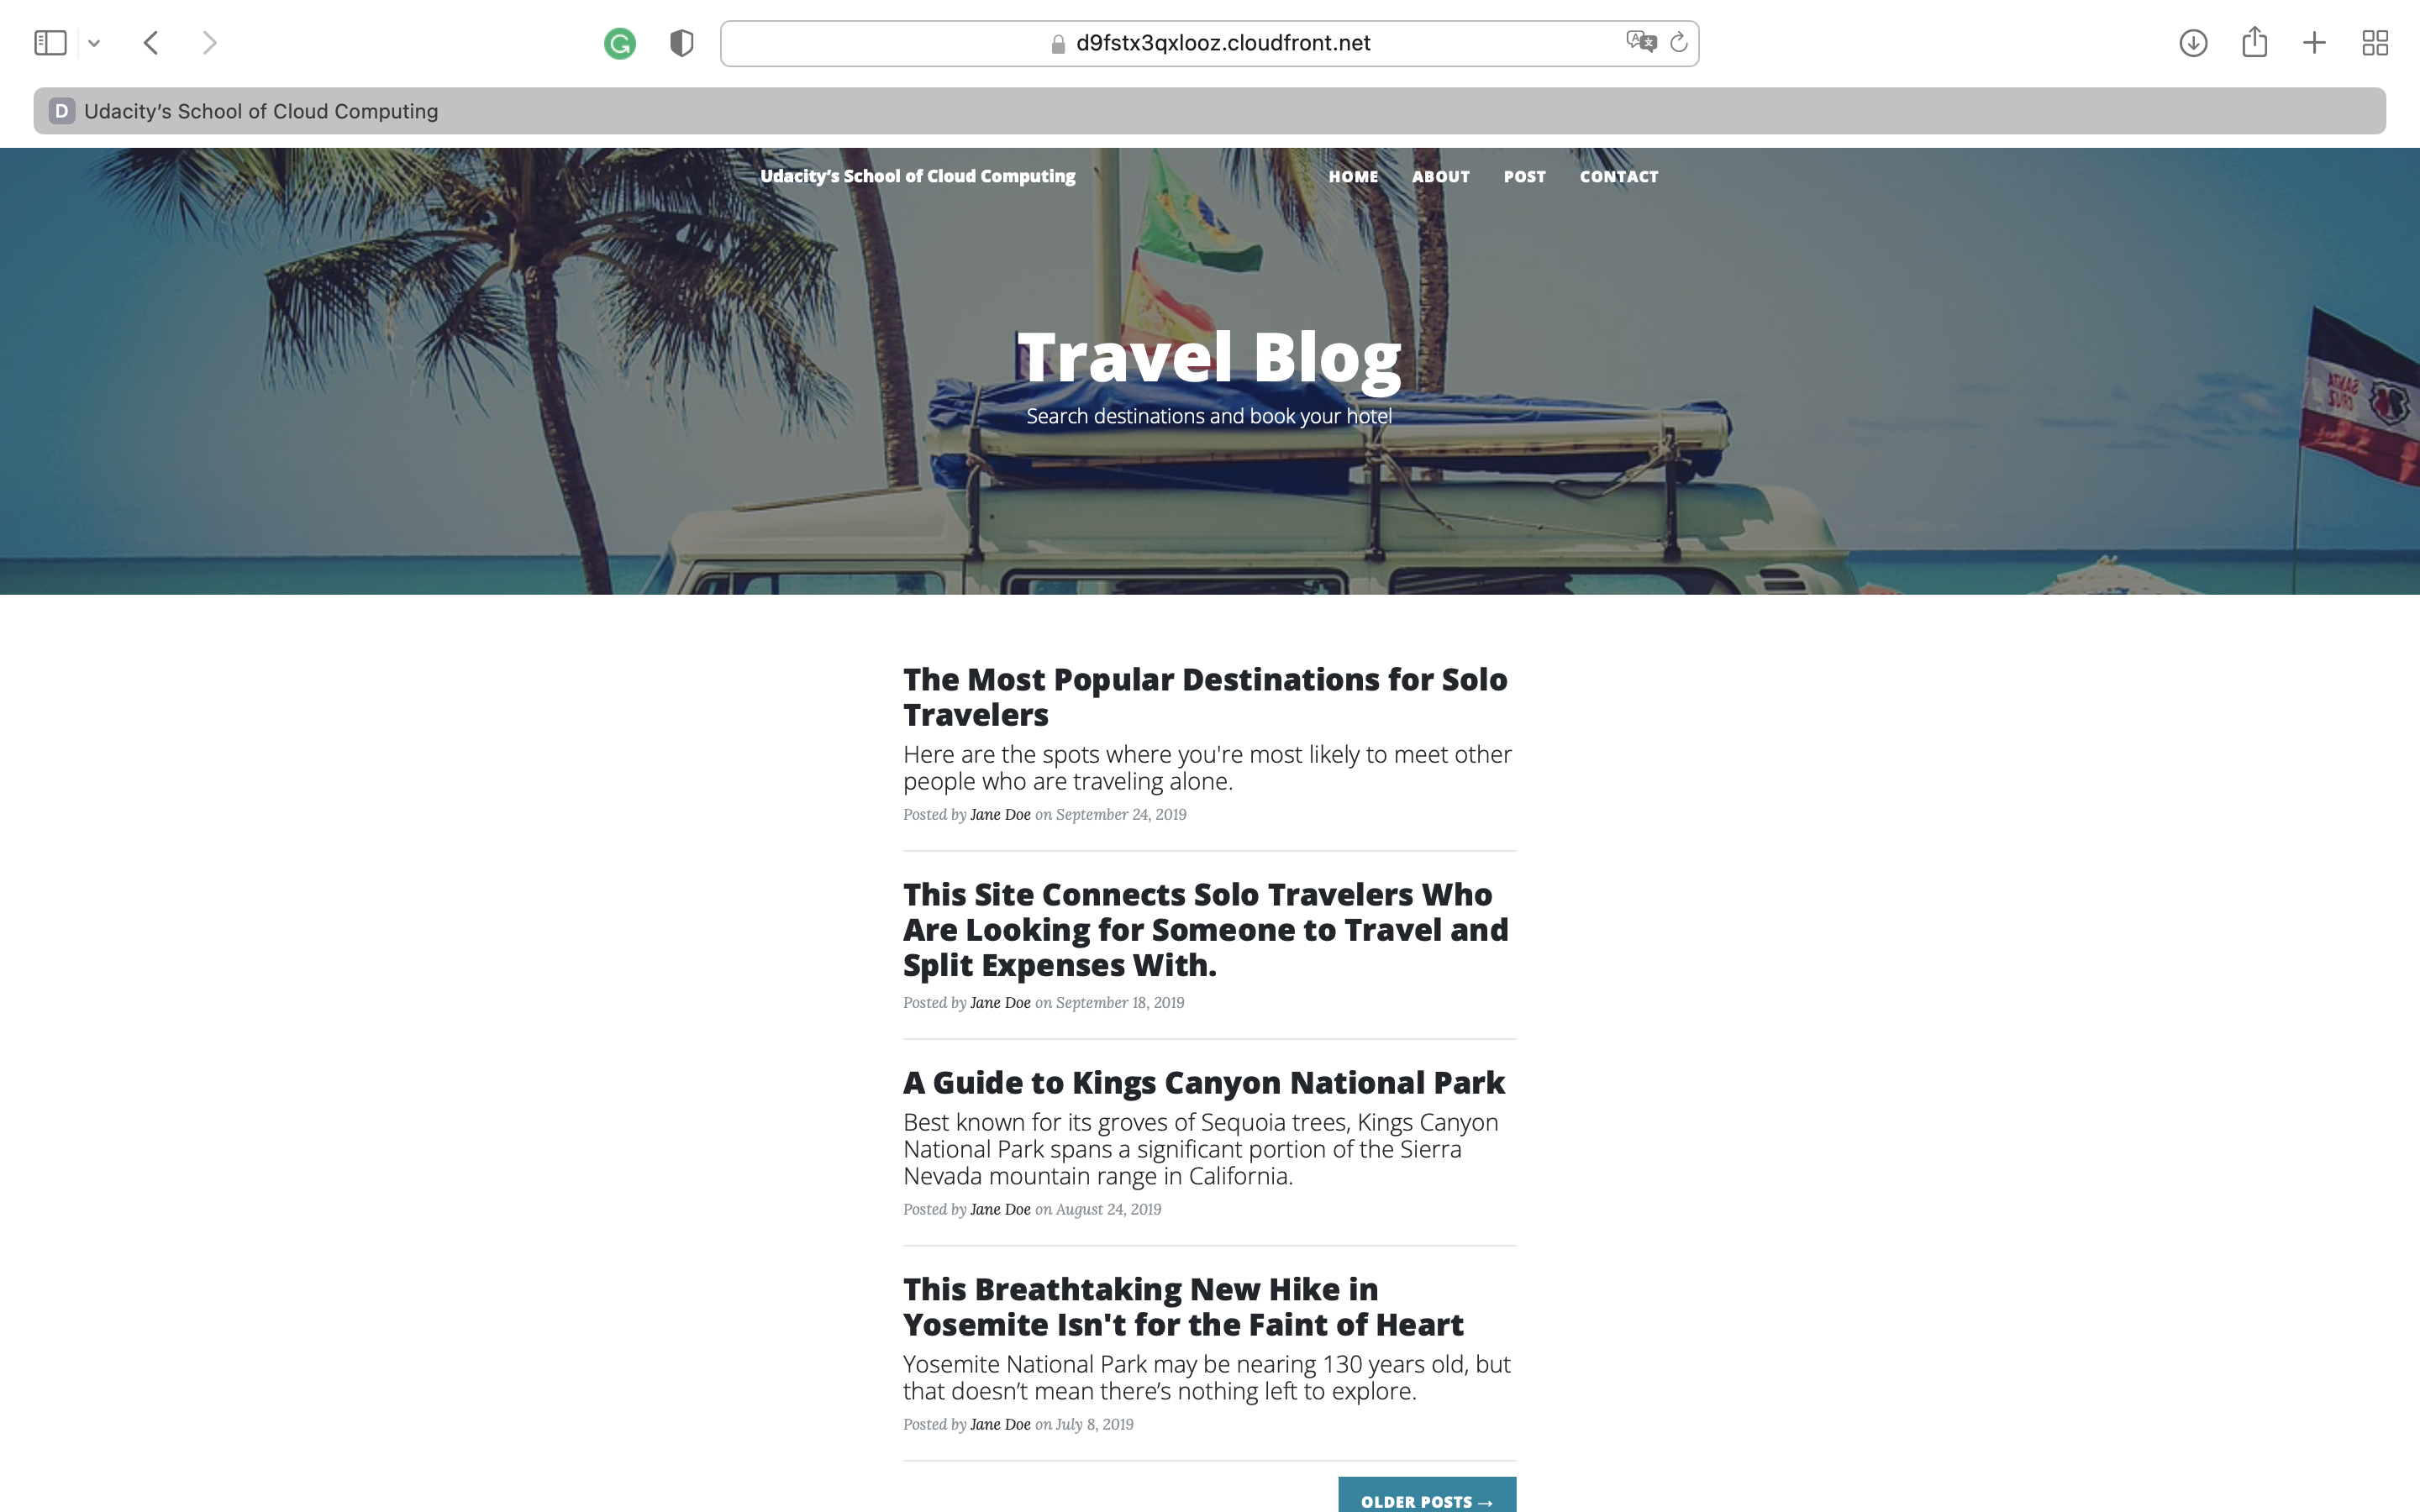 d9fstx3qxlooz.cloudfront.net
D Udacity’s School of Cloud Computing
Udacity’s School of Cloud Computing HOME ABOUT POST CONTACT
Travel Blog
Search destinations and book your hotel
The Most Popular Destinations for Solo
Travelers
Here are the spots where you're most likely to meet other
people who are traveling alone.
Posted by Jane Doe on September 24, 2019
This Site Connects Solo Travelers Who
Are Looking for Someone to Travel and
Split Expenses With.
Posted by Jane Doe on September 18, 2019
A Guide to Kings Canyon National Park
Best known for its groves of Sequoia trees, Kings Canyon
National Park spans a significant portion of the Sierra
Nevada mountain range in California.
Posted by Jane Doe on August 24, 2019
This Breathtaking New Hike in
Yosemite Isn't for the Faint of Heart
Yosemite National Park may be nearing 130 years old, but
that doesn’t mean there’s nothing left to explore.
Posted by Jane Doe on July 8, 2019
OLDER POSTS →